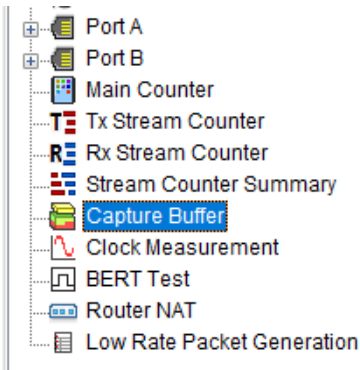 Port A
Port B
Main Counter
Tx Stream Counter
Rx Stream Counter
Stream Counter Summary
Capture Buffer
Clock Measurement
BERT Test
Router NAT
Low Rate Packet Generation